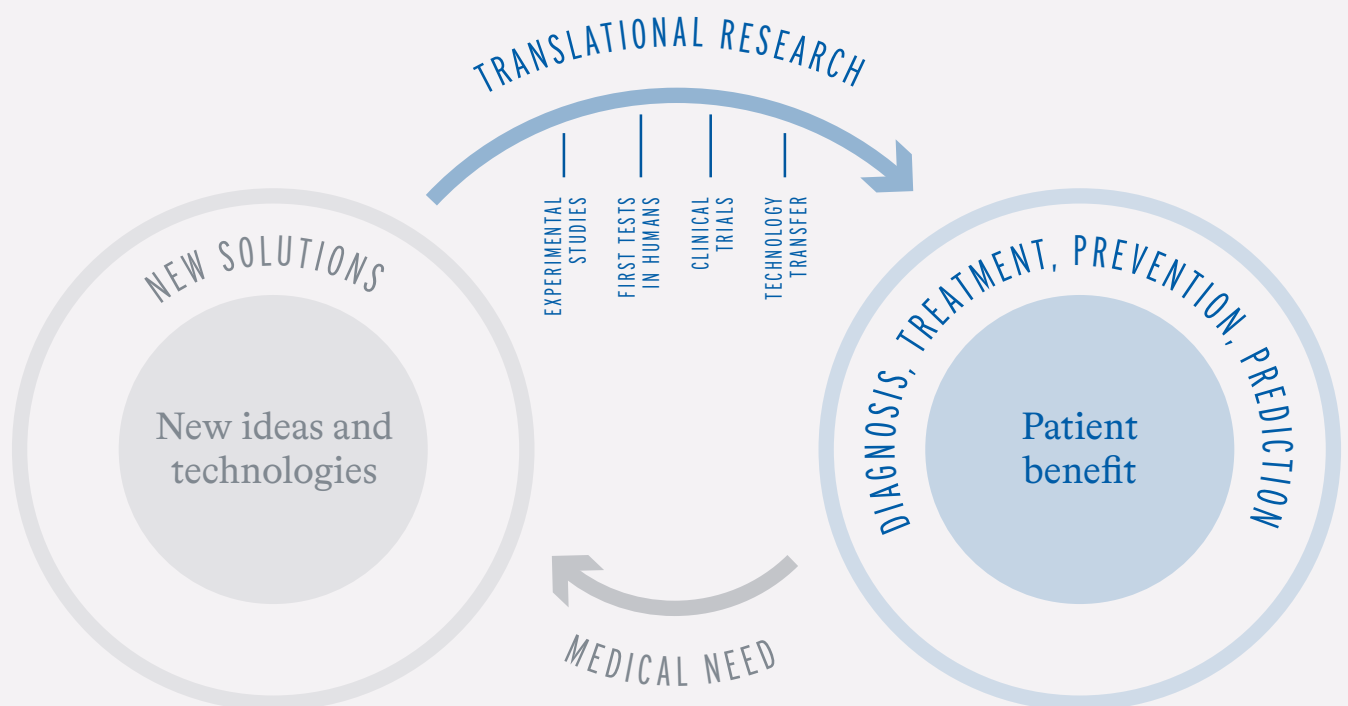 TRANSLATIONAL RESEARCH
EXPERIMENTAL
STUDIES
FIRST TESTS
IN HUMANS
CLINICAL
TRIALS
TECHNOLOGY
TRANSFER
NEW SOLUTIONS
New ideas and
technologies
DIAGNOSIS, TREATMENT, PREVENTION, PREDICTION
Patient
benefit
MEDICAL NEED